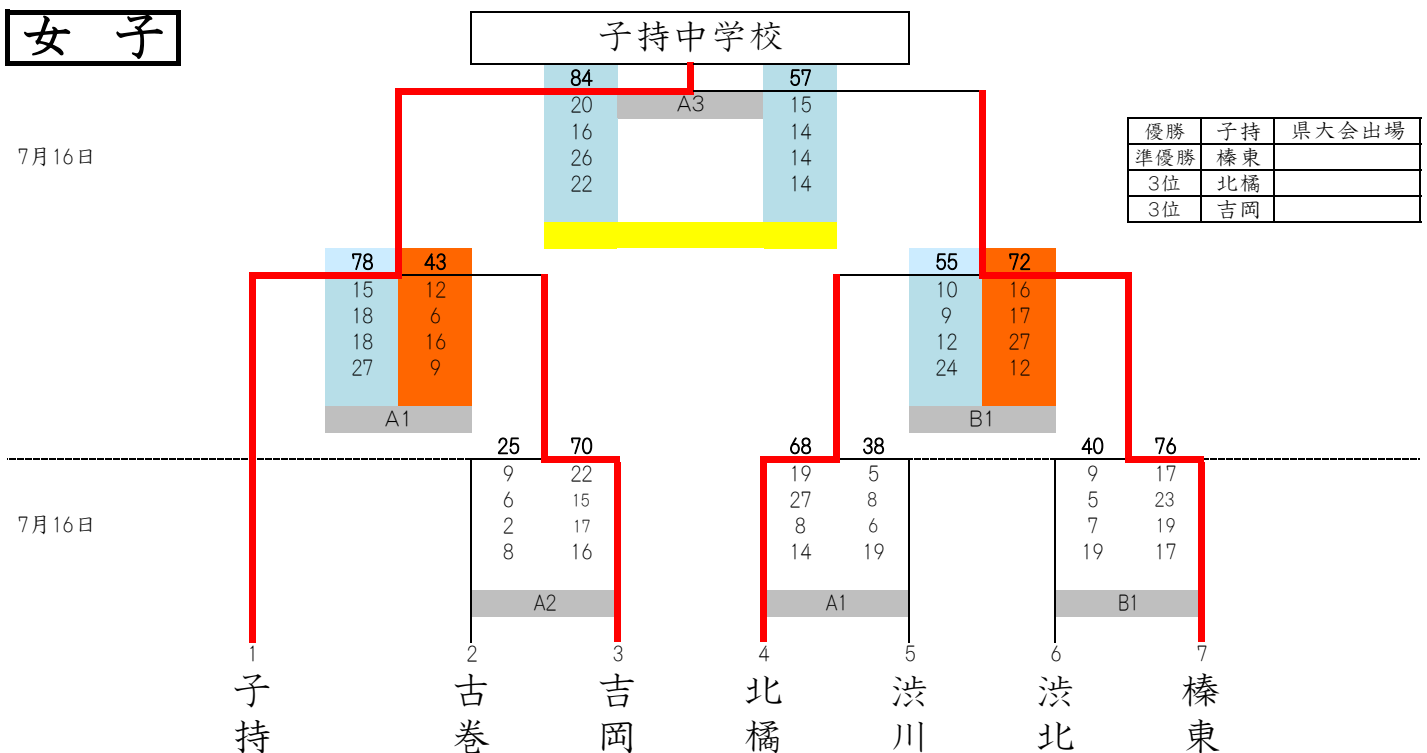 女 子
子持中学校
84 57
20 A3 15
16 14
7月16日
26 14
22 14
優勝 子持 県大会出場
準優勝 榛東
3位 北橘
3位 吉岡
78 43 55 72
15 12 10 16
18 6 9 17
18 16 12 27
27 9 24 12
A1 B1
25 70 68 38 40 76
9 22 19 5 9 17
6 15 27 8 5 23
7月16日 2 17 8 6 7 19
8 16 14 19 19 17
A2 A1 B1
1 2 3 4 5 6 7
子持 古巻 吉岡 北橘 渋川 渋北 榛東